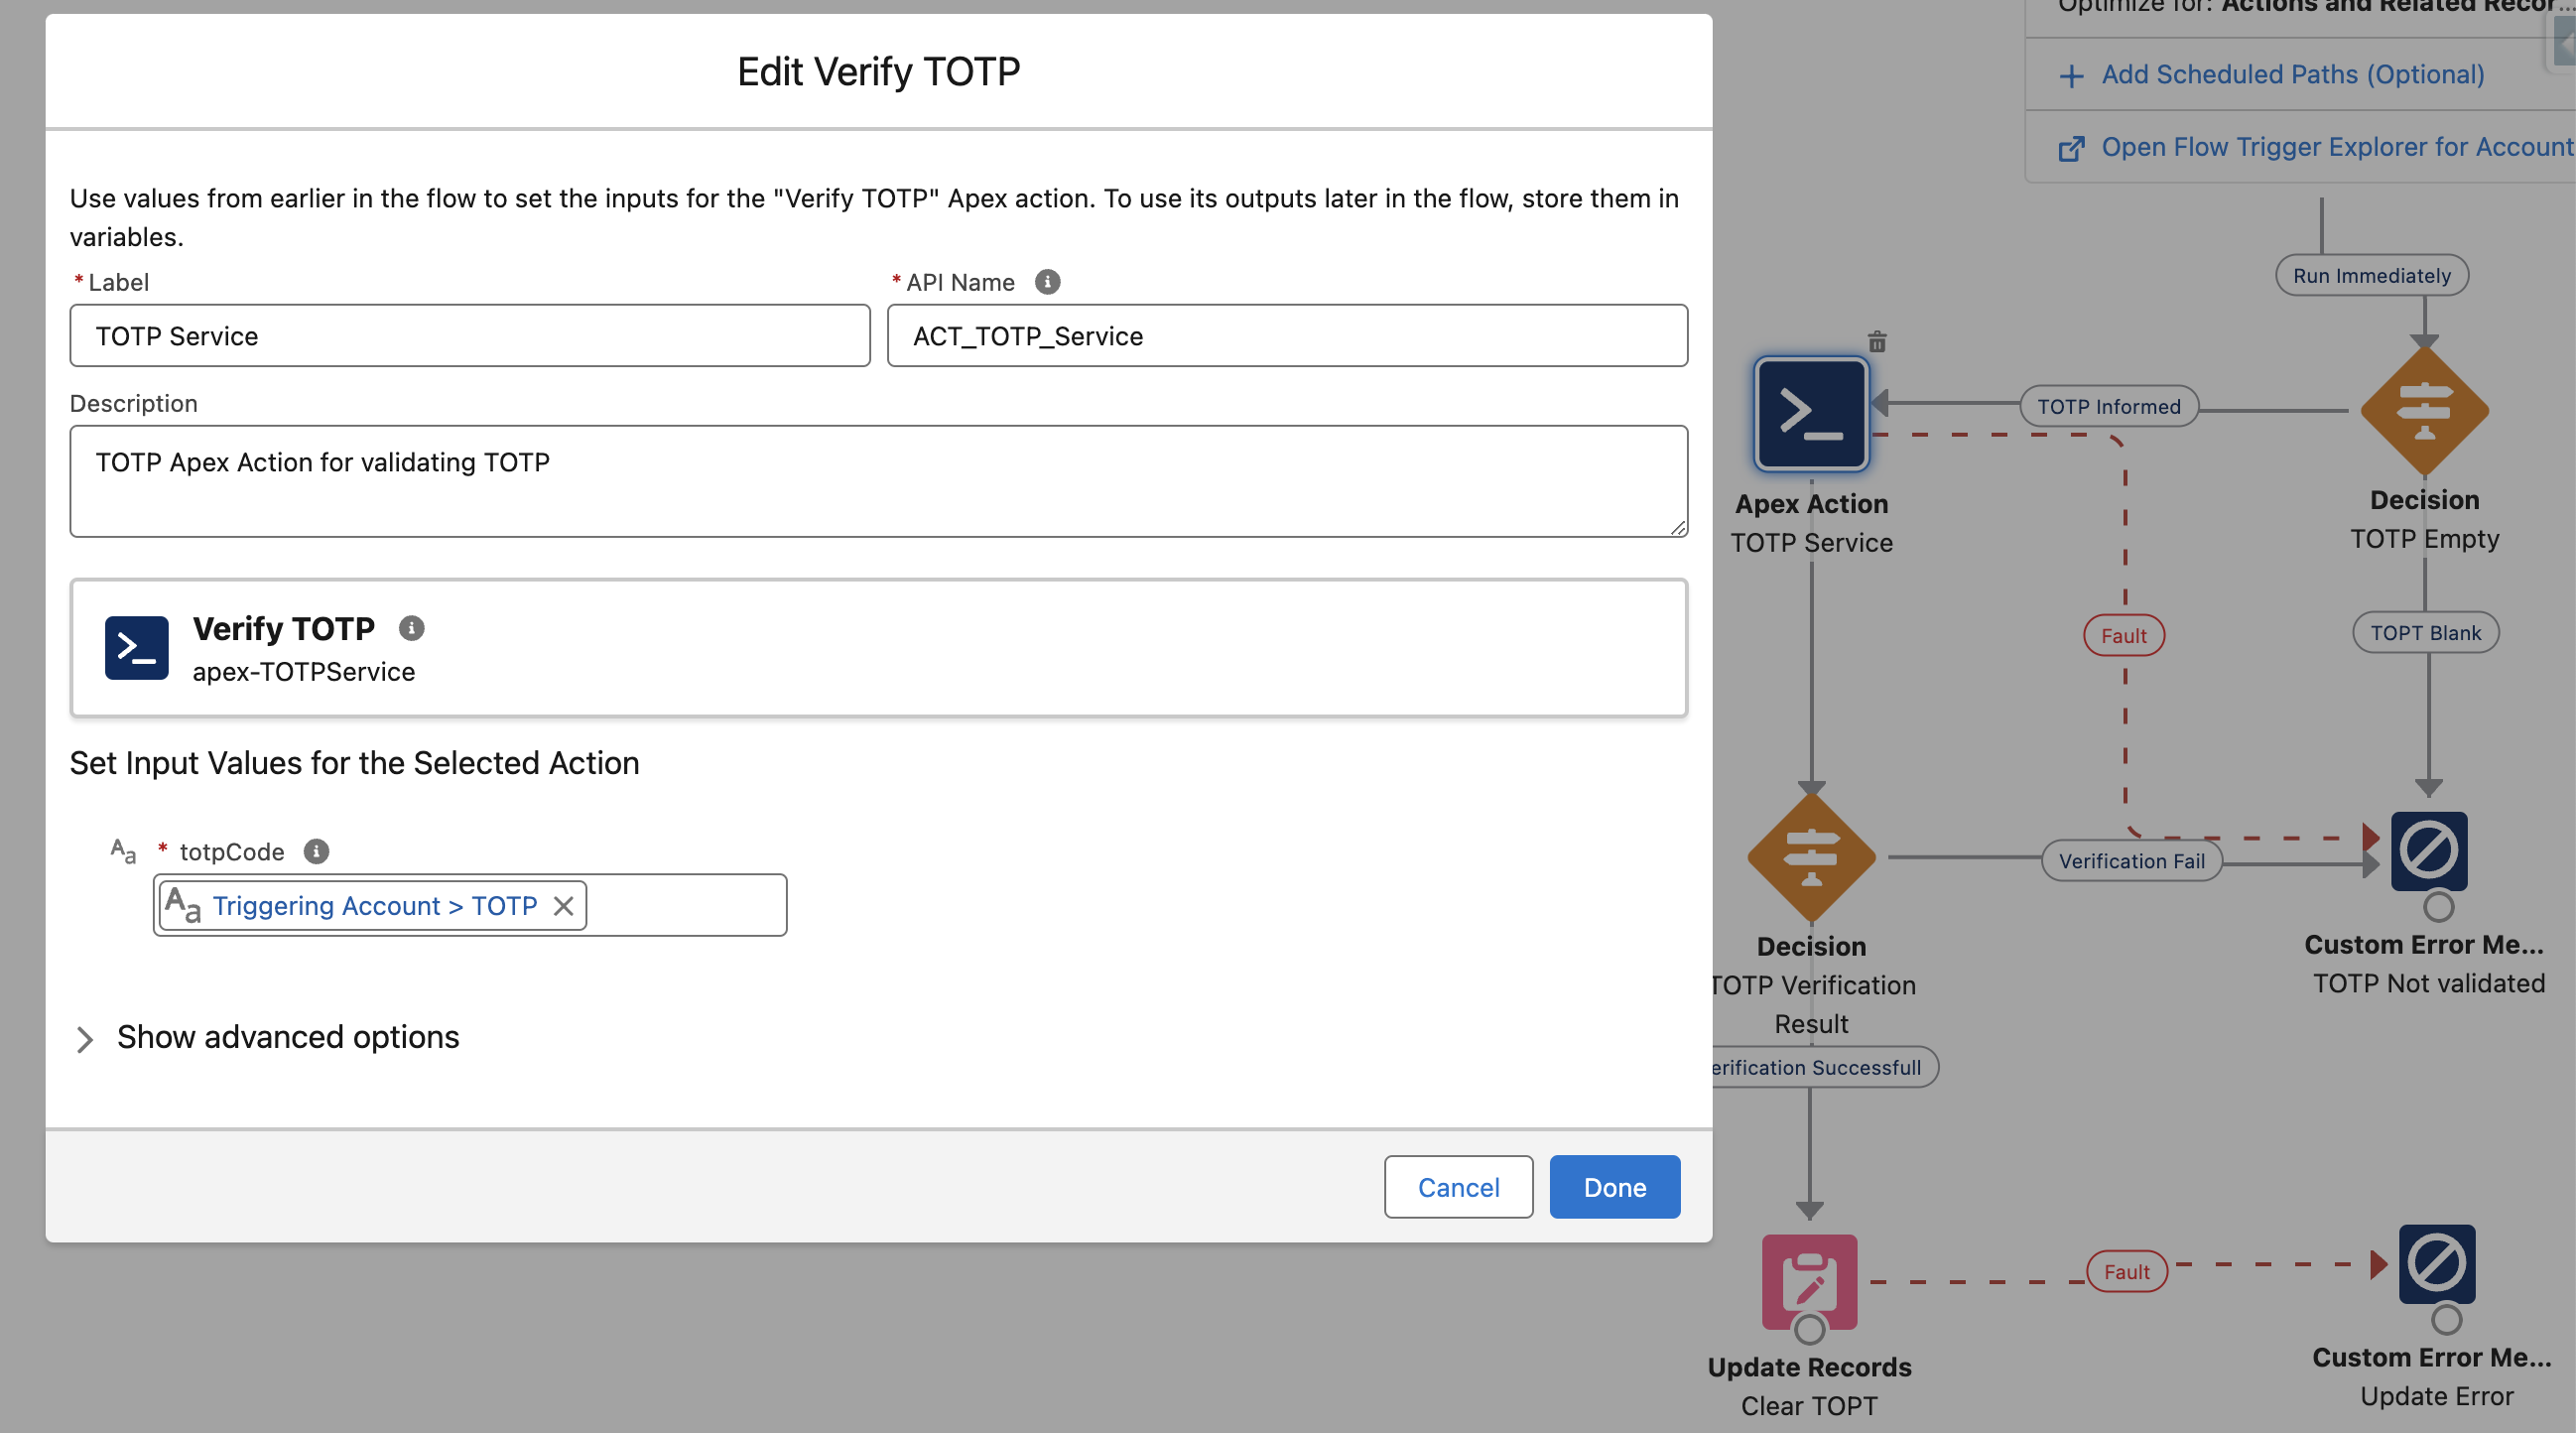 Edit Verify TOTP
Use values from earlier in the flow to set the inputs for the "Verify TOTP" Apex action. To use its outputs later in the flow, store them in
variables.
* Label
* API Name
TOTP Service
ACT_TOTP_Service
Description
TOTP Apex Action for validating TOTP
Verify TOTP
apex-TOTPService
Set Input Values for the Selected Action
Aa * totpCode
Aa Triggering Account > TOTP
Show advanced options
Cancel
Done
Optimize for: Actions and Related Recor...
Add Scheduled Paths (Optional)
Open Flow Trigger Explorer for Account
Run Immediately
TOTP Informed
Apex Action
TOTP Service
Decision
TOTP Empty
Fault
TOPT Blank
Verification Fail
Decision
TOTP Verification
Result
Custom Error Me...
TOTP Not validated
erification Successfull
Fault
Update Records
Clear TOPT
Custom Error Me...
Update Error